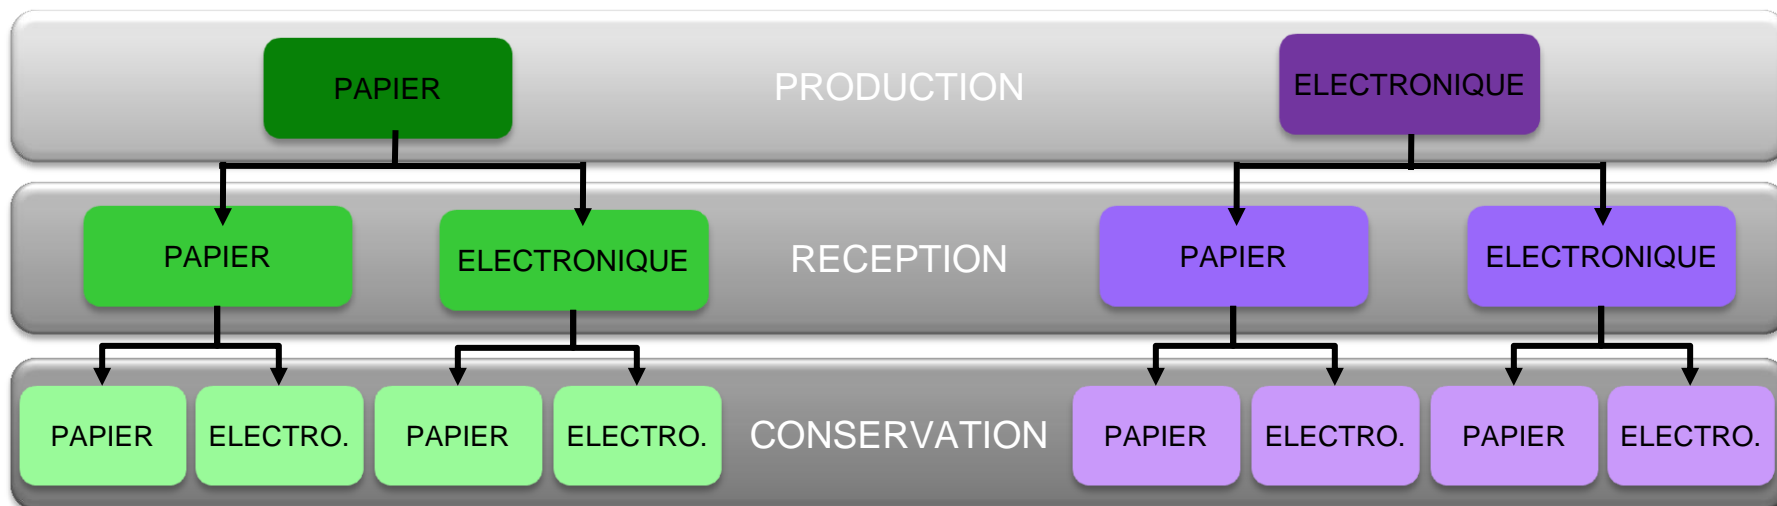 PAPIER
PRODUCTION
ELECTRONIQUE
PAPIER
ELECTRONIQUE
RECEPTION
PAPIER
ELECTRONIQUE
PAPIER
ELECTRO.
PAPIER
ELECTRO.
CONSERVATION
PAPIER
ELECTRO.
PAPIER
ELECTRO.